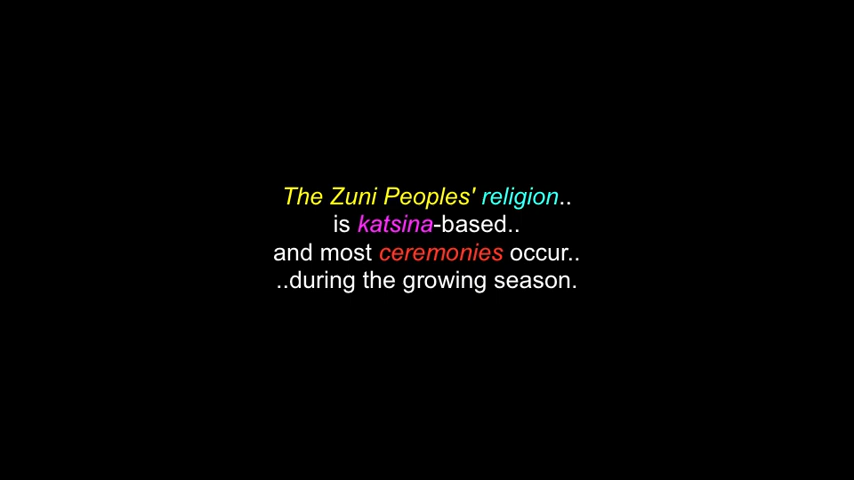 The Zuni Peoples' religion..
is katsina-based..
and most ceremonies occur..
..during the growing season.